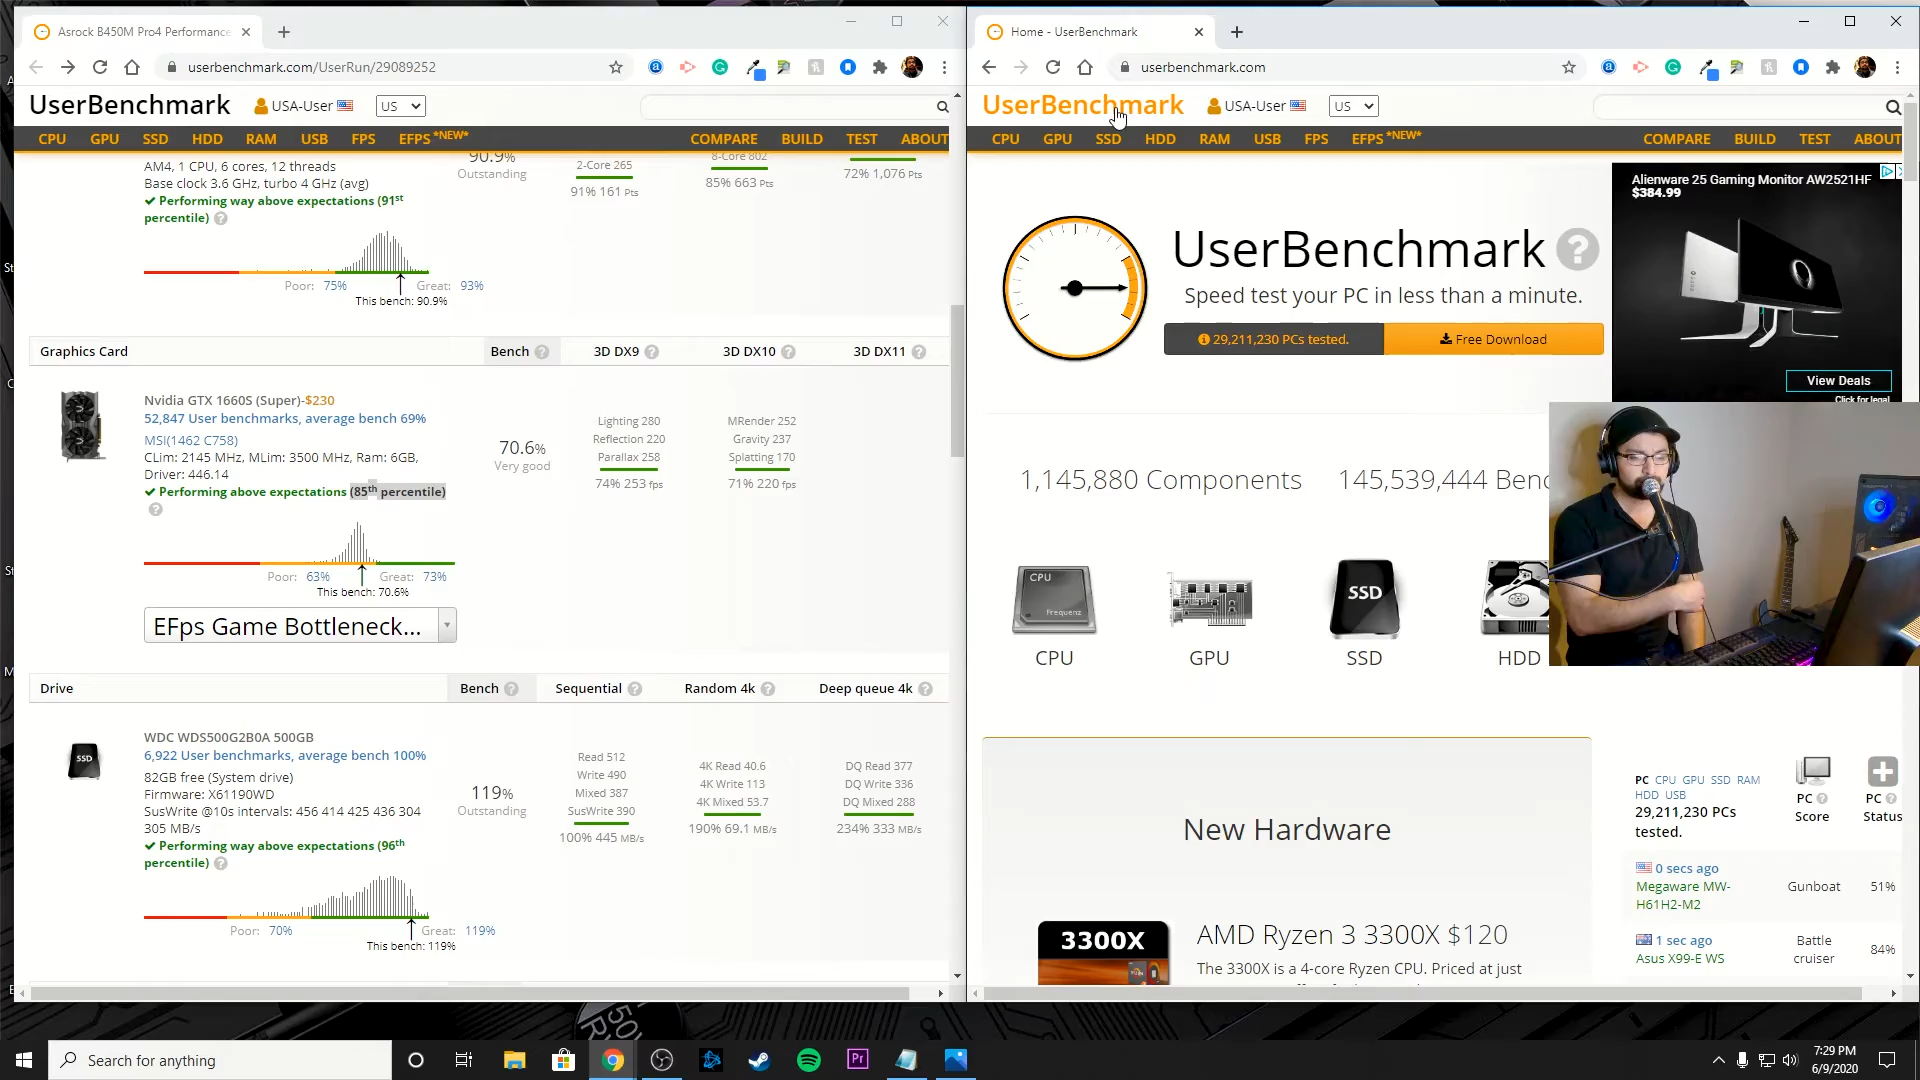 Asrock B450M Pro4 Performance
userbenchmark.com/UserRun/29089252
UserBenchmark
USA-User
US
CPU GPU SSD HDD RAM USB FPS EFPS *NEW* COMPARE BUILD TEST ABOUT
AM4, 1 CPU, 6 cores, 12 threads
Base clock 3.6 GHz, turbo 4 GHz (avg)
Performing way above expectations (91st
percentile)
90.9%
Outstanding
2-Core 265
91% 161 Pts
8-Core 802
85% 663 Pts
72% 1,076 Pts
Poor: 75% Great: 93%
This bench: 90.9%
Graphics Card Bench 3D DX9 3D DX10 3D DX11
Nvidia GTX 1660S (Super)-$230
52,847 User benchmarks, average bench 69%
MSI(1462 C758)
CLim: 2145 MHz, MLim: 3500 MHz, Ram: 6GB,
Driver: 446.14
Performing above expectations (85th percentile)
70.6%
Very good
Lighting 280
Reflection 220
Parallax 258
74% 253 fps
MRender 252
Gravity 237
Splatting 170
71% 220 fps
Poor: 63% Great: 73%
This bench: 70.6%
EFps Game Bottleneck...
Drive Bench Sequential Random 4k Deep queue 4k
SSD
WDC WDS500G2B0A 500GB
6,922 User benchmarks, average bench 100%
82GB free (System drive)
Firmware: X61190WD
SusWrite @10s intervals: 456 414 425 436 304
305 MB/s
Performing way above expectations (96th
percentile)
119%
Outstanding
Read 512
Write 490
Mixed 387
SusWrite 390
100% 445 MB/s
4K Read 40.6
4K Write 113
4K Mixed 53.7
190% 69.1 MB/s
DQ Read 377
DQ Write 336
DQ Mixed 288
234% 333 MB/s
Poor: 70% Great: 119%
This bench: 119%
Home - UserBenchmark
userbenchmark.com
UserBenchmark
USA-User
US
CPU GPU SSD HDD RAM USB FPS EFPS *NEW* COMPARE BUILD TEST ABOUT
UserBenchmark
Speed test your PC in less than a minute.
29,211,230 PCs tested.
Free Download
Alienware 25 Gaming Monitor AW2521HF
$384.99
View Deals
Click for legal
1,145,880 Components 145,539,444 Benc
CPU
Frequenz
SSD
CPU GPU SSD HDD
New Hardware
3300X
AMD Ryzen 3 3300X $120
The 3300X is a 4-core Ryzen CPU. Priced at just
PC CPU GPU SSD RAM
HDD USB
29,211,230 PCs
tested.
PC
Score
PC
Status
0 secs ago
Megaware MW-
H61H2-M2
Gunboat
51%
1 sec ago
Asus X99-E WS
Battle
cruiser
84%
Search for anything
Pr
7:29 PM
6/9/2020